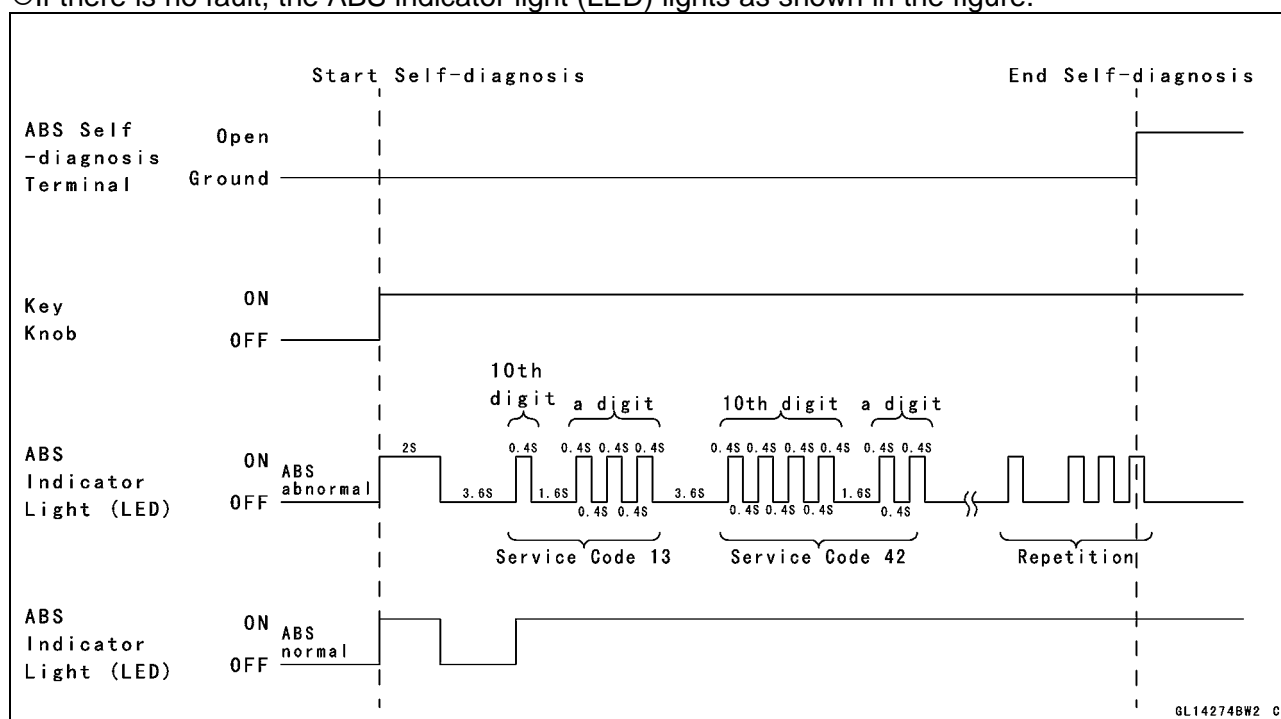 ○If there is no fault, the ABS indicator light (LED) lights as shown in the figure.
Start Self-diagnosis
End Self-diagnosis
ABS Self
-diagnosis
Terminal
Open
Ground
Key
Knob
ON
OFF
10th
digit
a digit
10th digit
a digit
ABS
Indicator
Light (LED)
ON
OFF
ABS
abnormal
2S
3.6S
0.4S
1.6S
0.4S 0.4S 0.4S
0.4S 0.4S
3.6S
0.4S 0.4S 0.4S 0.4S
0.4S 0.4S 0.4S
1.6S
0.4S 0.4S
0.4S
Service Code 13
Service Code 42
Repetition
ABS
Indicator
Light (LED)
ON
OFF
ABS
normal
GL14274BW2 C